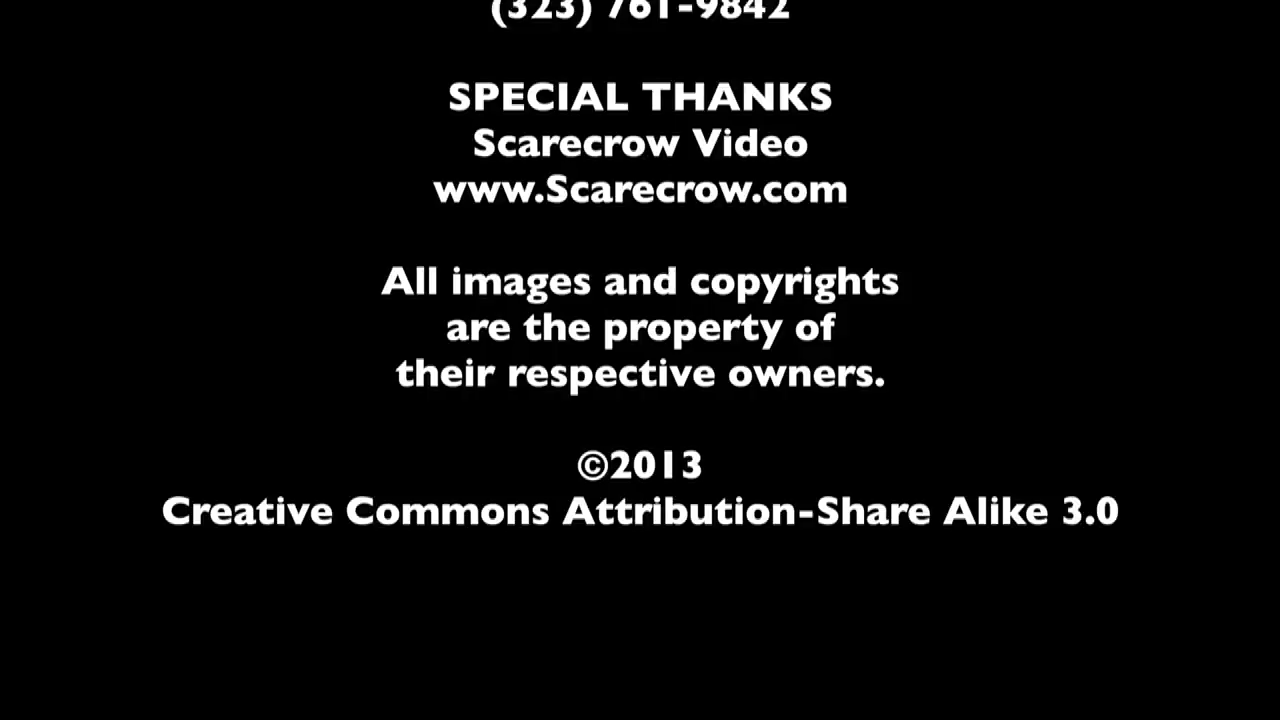 (323) 761-9842
SPECIAL THANKS
Scarecrow Video
www.Scarecrow.com
All images and copyrights
are the property of
their respective owners.
©2013
Creative Commons Attribution-Share Alike 3.0